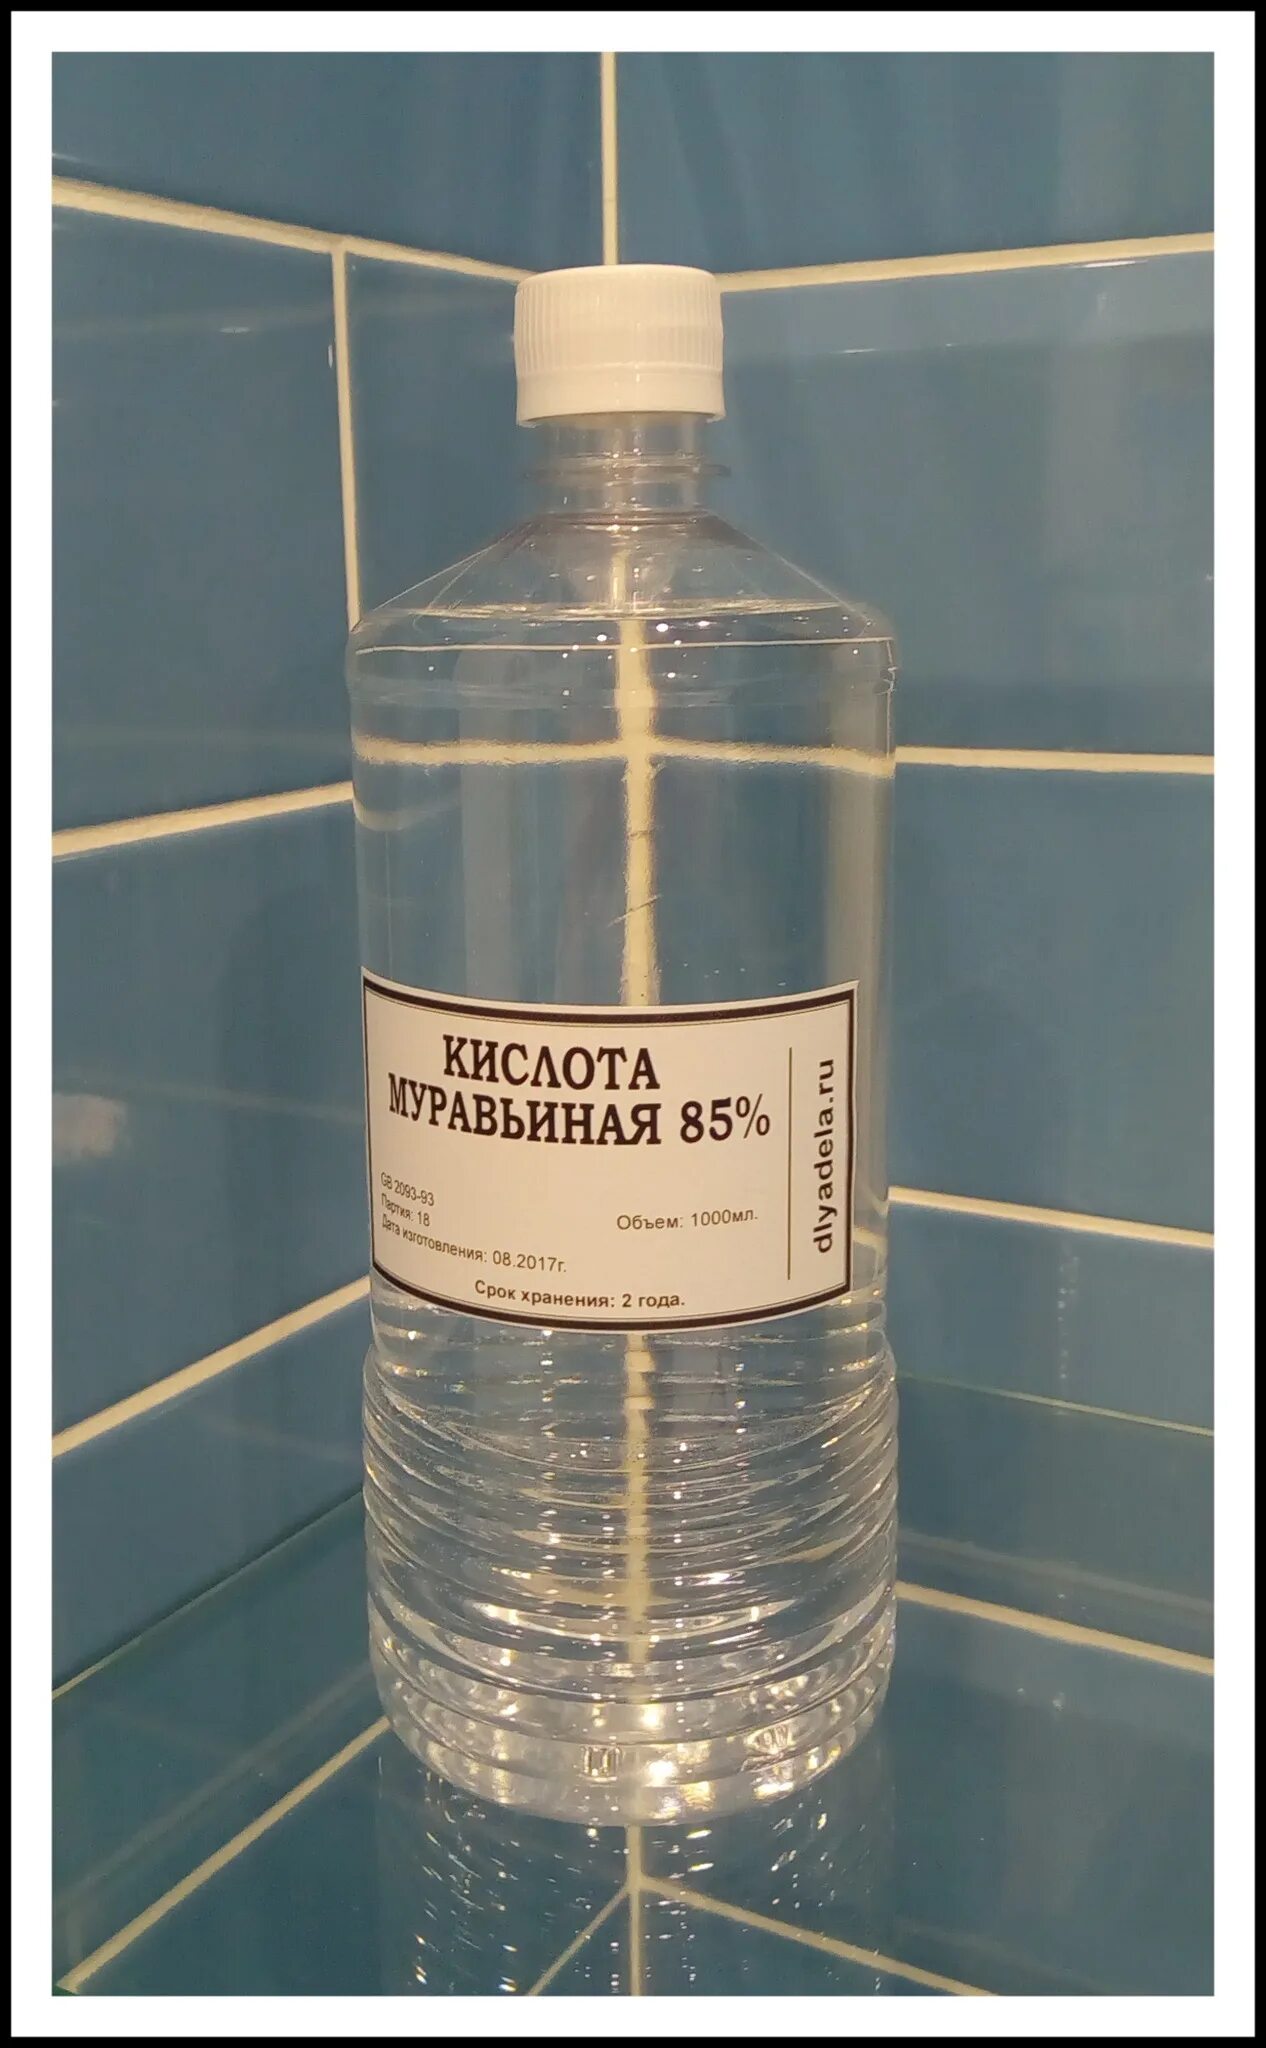 КИСЛОТА
МУРАВЬИНАЯ 85%
GB 2093-93
Партия: 18
Дата изготовления: 08.2017г.
Объем: 1000мл.
Срок хранения: 2 года.
dlyadela.ru